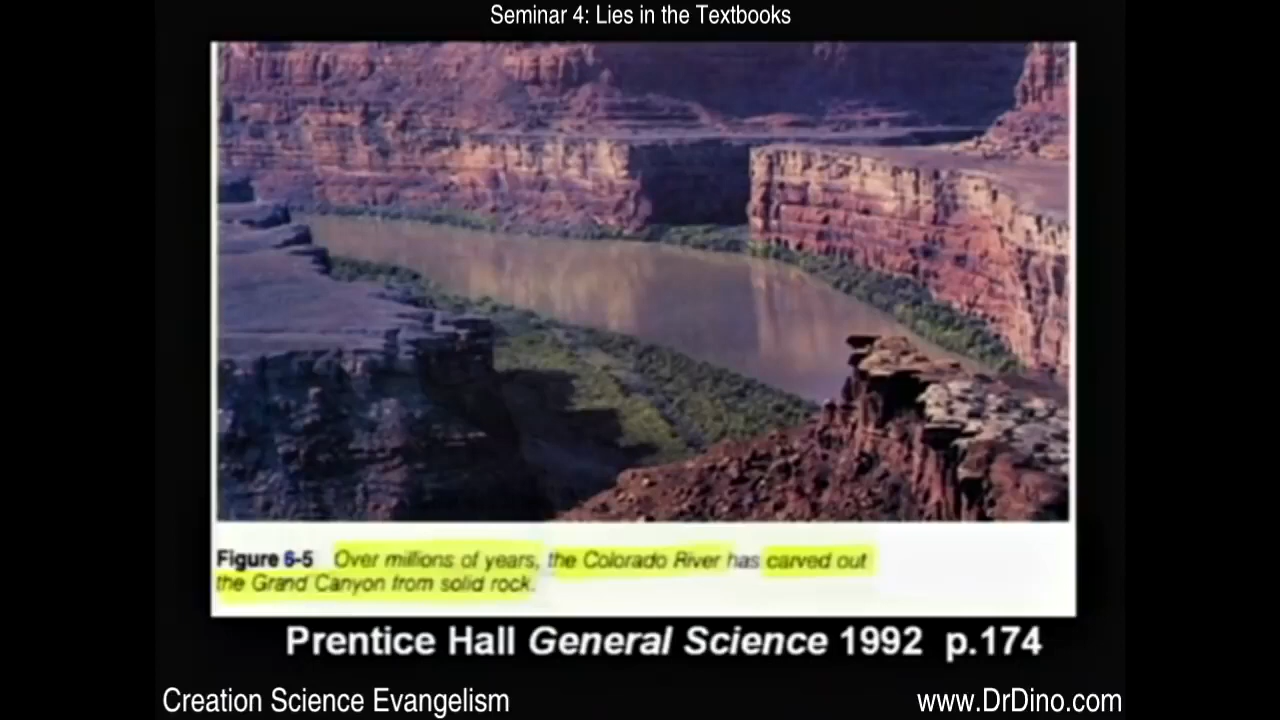 Seminar 4: Lies in the Textbooks
Figure 6-5 Over millions of years, the Colorado River has carved out
the Grand Canyon from solid rock.
Prentice Hall General Science 1992 p.174
Creation Science Evangelism
www.DrDino.com